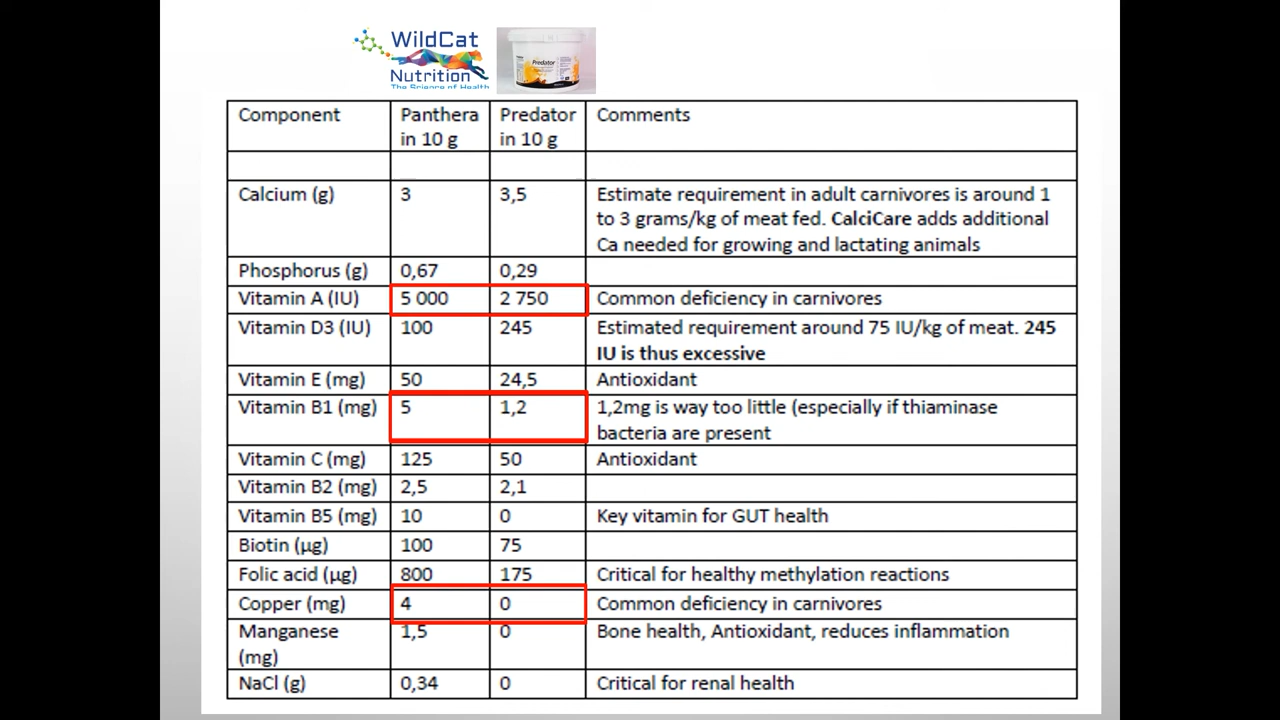 WildCat
Nutrition
The Science of Health
Predator
Component
Panthera
in 10 g
Predator
in 10 g
Comments
Calcium (g)
3
3,5
Estimate requirement in adult carnivores is around 1
to 3 grams/kg of meat fed. CalciCare adds additional
Ca needed for growing and lactating animals
Phosphorus (g)
0,67
0,29
Vitamin A (IU)
5 000
2 750
Common deficiency in carnivores
Vitamin D3 (IU)
100
245
Estimated requirement around 75 IU/kg of meat. 245
IU is thus excessive
Vitamin E (mg)
50
24,5
Antioxidant
Vitamin B1 (mg)
5
1,2
1,2mg is way too little (especially if thiaminase
bacteria are present
Vitamin C (mg)
125
50
Antioxidant
Vitamin B2 (mg)
2,5
2,1
Vitamin B5 (mg)
10
0
Key vitamin for GUT health
Biotin (µg)
100
75
Folic acid (µg)
800
175
Critical for healthy methylation reactions
Copper (mg)
4
0
Common deficiency in carnivores
Manganese
(mg)
1,5
0
Bone health, Antioxidant, reduces inflammation
NaCl (g)
0,34
0
Critical for renal health